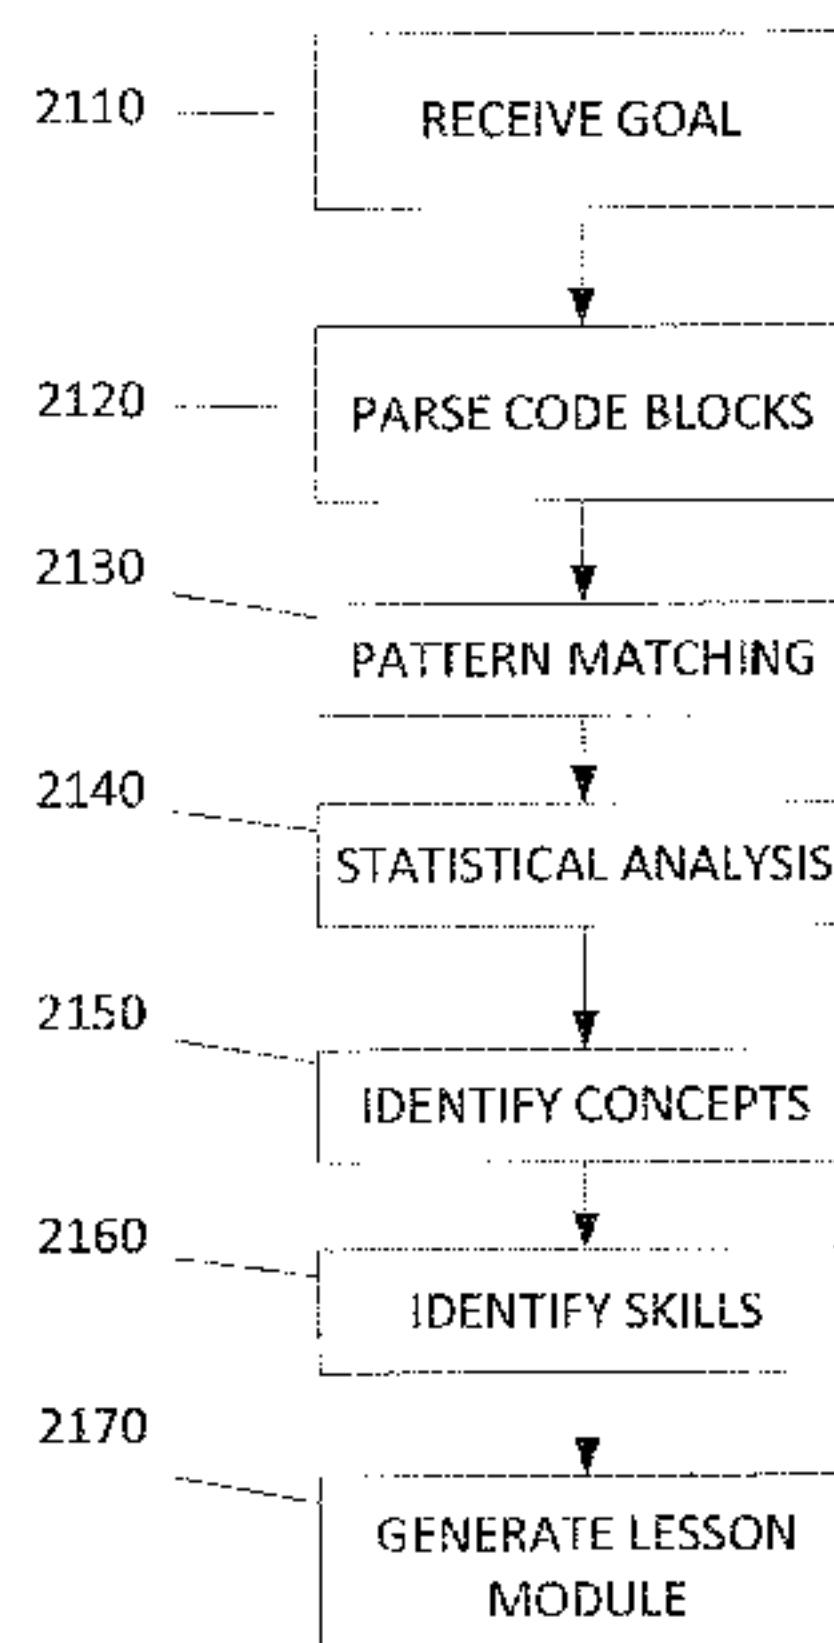 2110
RECEIVE GOAL
2120
PARSE CODE BLOCKS
2130
PATTERN MATCHING
2140
STATISTICAL ANALYSIS
2150
IDENTIFY CONCEPTS
2160
IDENTIFY SKILLS
2170
GENERATE LESSON
MODULE